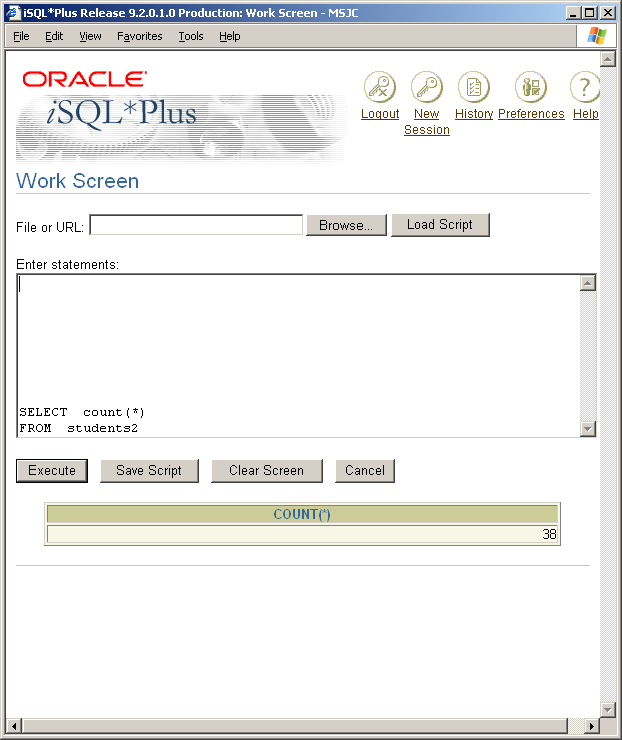 iSQL*Plus Release 9.2.0.1.0 Production: Work Screen - MSJC
File Edit View Favorites Tools Help
ORACLE
iSQL*Plus
Logout New Session History Preferences Help
Work Screen
File or URL: Browse... Load Script
Enter statements:
SELECT count(*)
FROM students2
Execute Save Script Clear Screen Cancel
COUNT(*)
38